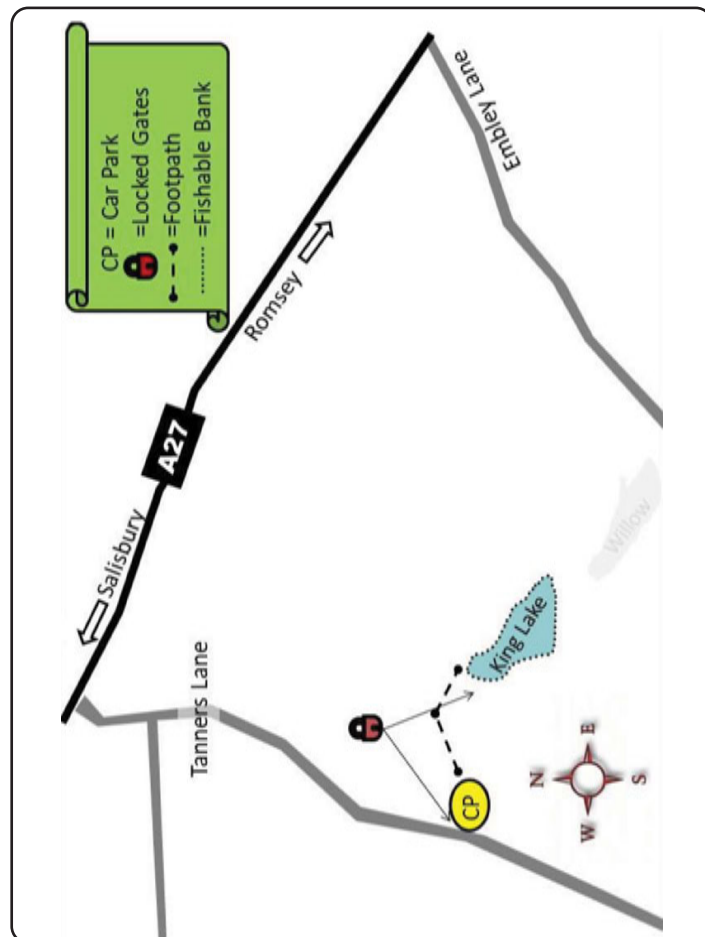 CP = Car Park
=Locked Gates
=Footpath
=Fishable Bank
Embley Lane
Romsey
A27
Salisbury
Tanners Lane
Willow
King Lake
CP
N
E
S
W